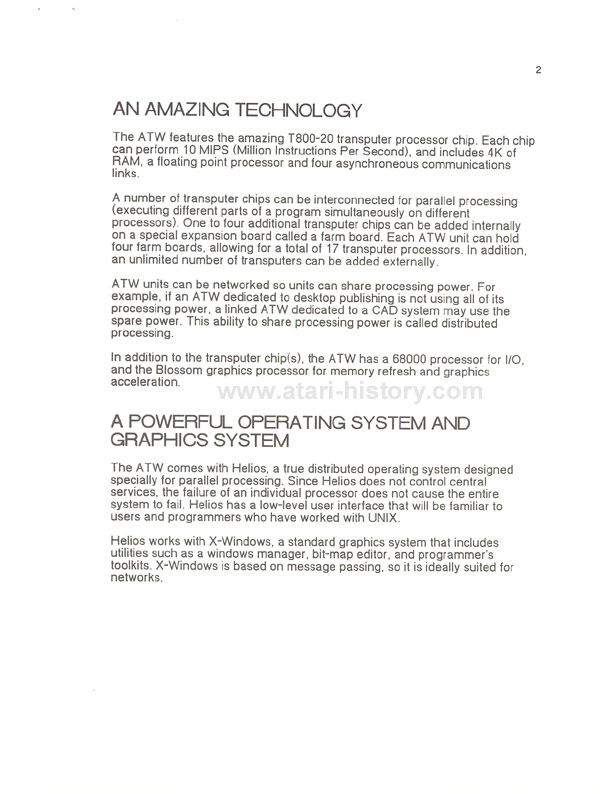 2
AN AMAZING TECHNOLOGY
The ATW features the amazing T800-20 transputer processor chip. Each chip
can perform 10 MIPS (Million Instructions Per Second), and includes 4K of
RAM, a floating point processor and four asynchroneous communications
links.
A number of transputer chips can be interconnected for parallel processing
(executing different parts of a program simultaneously on different
processors). One to four additional transputer chips can be added internally
on a special expansion board called a farm board. Each ATW unit can hold
four farm boards, allowing for a total of 17 transputer processors. In addition,
an unlimited number of transputers can be added externally.
ATW units can be networked so units can share processing power. For
example, if an ATW dedicated to desktop publishing is not using all of its
processing power, a linked ATW dedicated to a CAD system may use the
spare power. This ability to share processing power is called distributed
processing.
In addition to the transputer chip(s), the ATW has a 68000 processor for I/O,
and the Blossom graphics processor for memory refresh and graphics
acceleration.
www.atari-history.com
A POWERFUL OPERATING SYSTEM AND
GRAPHICS SYSTEM
The ATW comes with Helios, a true distributed operating system designed
specially for parallel processing. Since Helios does not control central
services, the failure of an individual processor does not cause the entire
system to fail. Helios has a low-level user interface that will be familiar to
users and programmers who have worked with UNIX.
Helios works with X-Windows, a standard graphics system that includes
utilities such as a windows manager, bit-map editor, and programmer's
toolkits. X-Windows is based on message passing, so it is ideally suited for
networks.